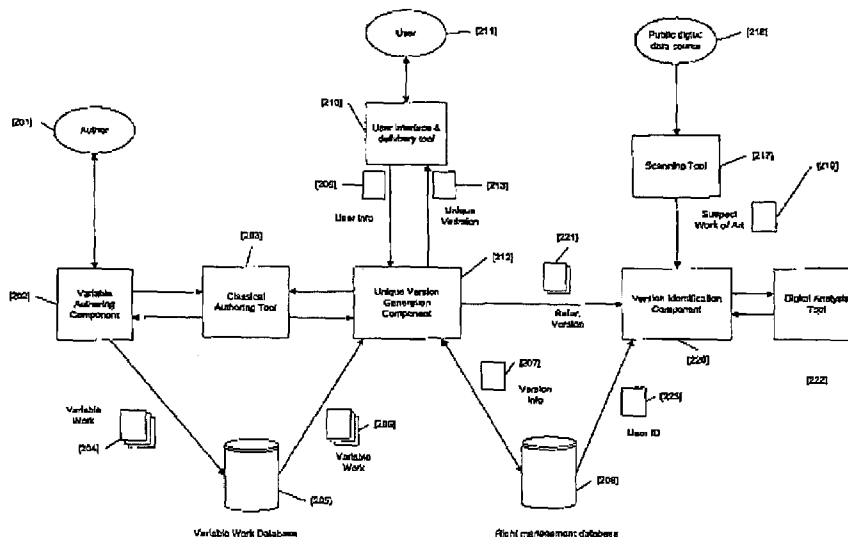 User
[211]
Public digital
data source
[218]
[201]
Author
[210]
User interface &
delivery tool
Scanning Tool
[217]
[219]
[209]
[213]
User Info
Unique
Version
Suspect
Work of Art
[203]
[221]
[212]
[202]
Variable
Authoring
Component
Classical
Authoring Tool
Unique Version
Generation
Component
Refer.
Version
Version Identification
Component
Digital Analysis
Tool
[207]
Version
Info
[220]
[222]
Variable
Work
[204]
[206]
Variable
Work
[223]
User ID
[205]
[208]
Variable Work Database
Right management database